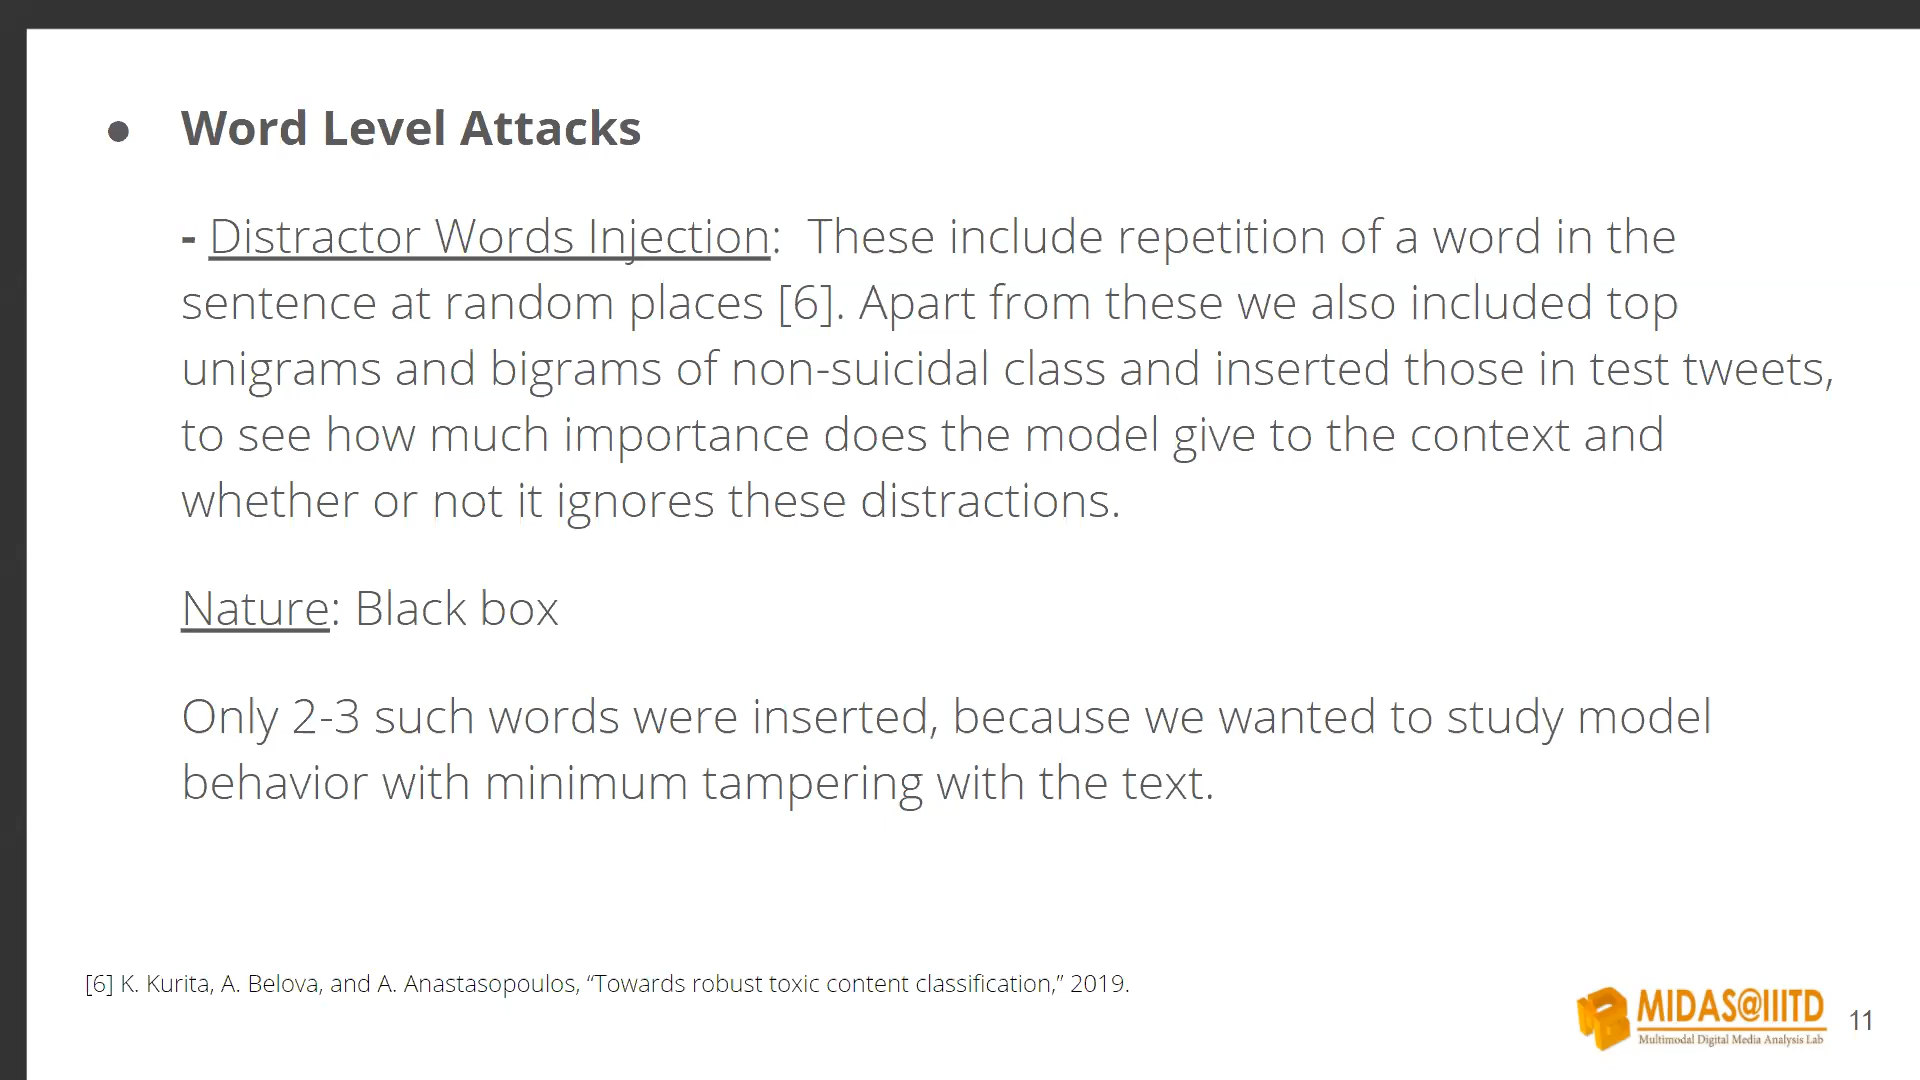 ● Word Level Attacks
- Distractor Words Injection: These include repetition of a word in the
sentence at random places [6]. Apart from these we also included top
unigrams and bigrams of non-suicidal class and inserted those in test tweets,
to see how much importance does the model give to the context and
whether or not it ignores these distractions.
Nature: Black box
Only 2-3 such words were inserted, because we wanted to study model
behavior with minimum tampering with the text.
[6] K. Kurita, A. Belova, and A. Anastasopoulos, “Towards robust toxic content classification,” 2019.
MIDAS@IIITD
Multimodal Digital Media Analysis Lab
11